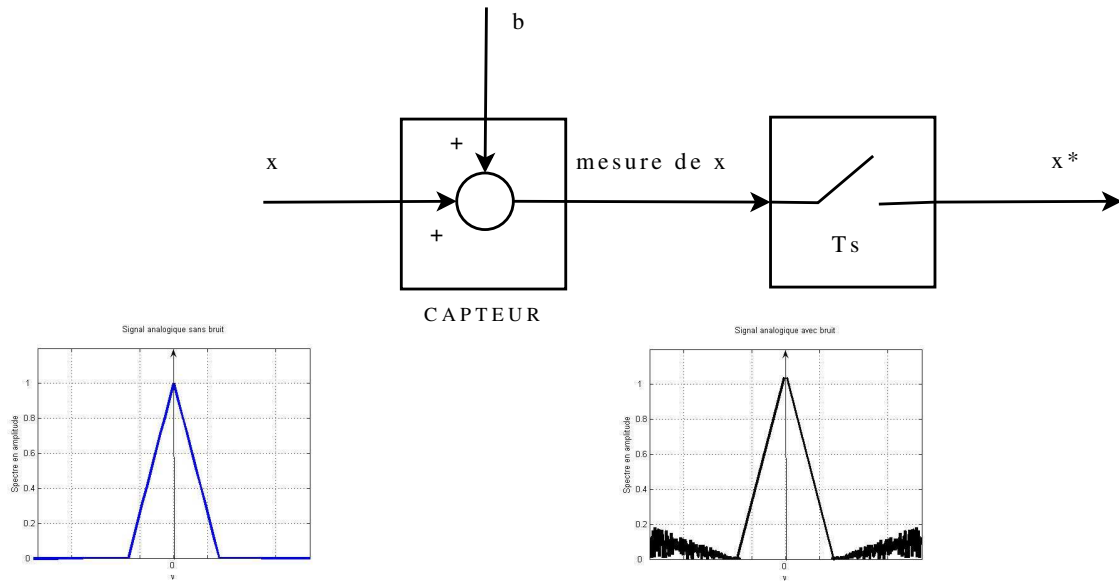 b
+
x
mesure de x
x*
+
Ts
CAPTEUR
Signal analogique sans bruit
Spectre en amplitude
1
0.8
0.6
0.4
0.2
0
0
ν
Signal analogique avec bruit
Spectre en amplitude
1
0.8
0.6
0.4
0.2
0
0
ν